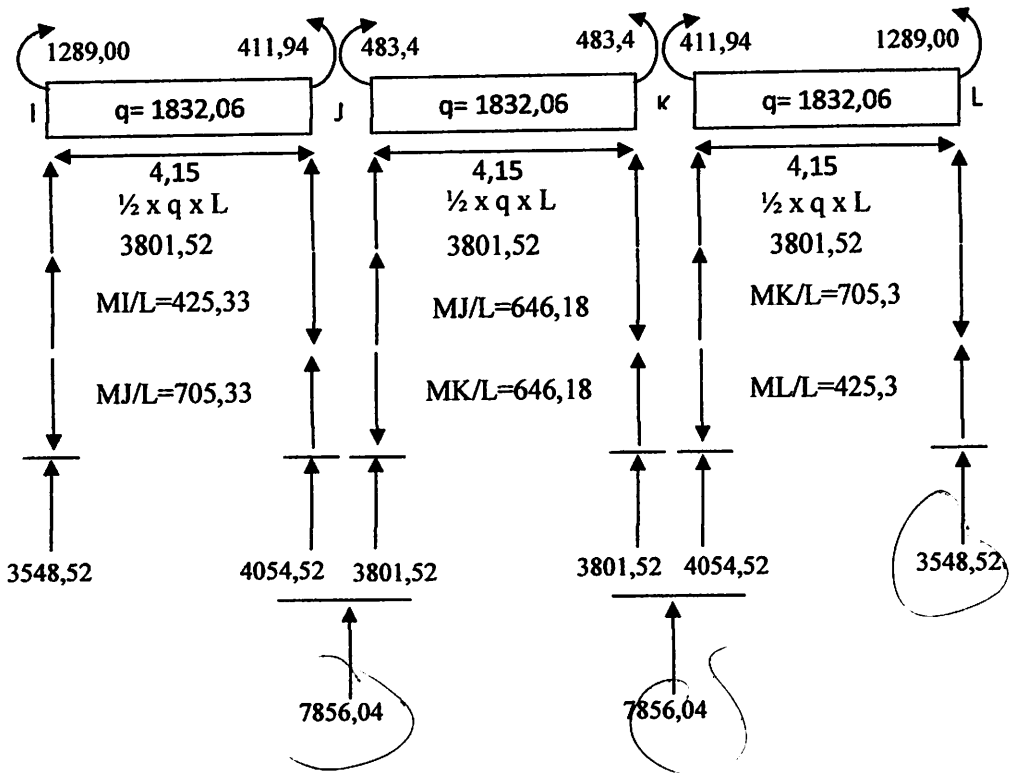 1289,00 411,94 483,4 483,4 411,94 1289,00
I q= 1832,06 J q= 1832,06 K q= 1832,06 L
4,15 4,15 4,15
½ x q x L ½ x q x L ½ x q x L
3801,52 3801,52 3801,52
MI/L=425,33 MJ/L=646,18 MK/L=705,3
MJ/L=705,33 MK/L=646,18 ML/L=425,3
3548,52 4054,52 3801,52 3801,52 4054,52 3548,52
7856,04 7856,04